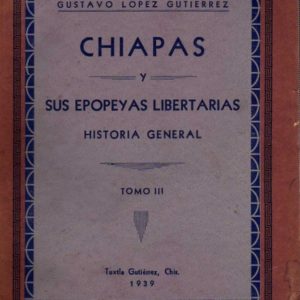 GUSTAVO LOPEZ GUTIERREZ
CHIAPAS
y
SUS EPOPEYAS LIBERTARIAS
HISTORIA GENERAL
TOMO III
Tuxtla Gutiérrez, Chis.
1939